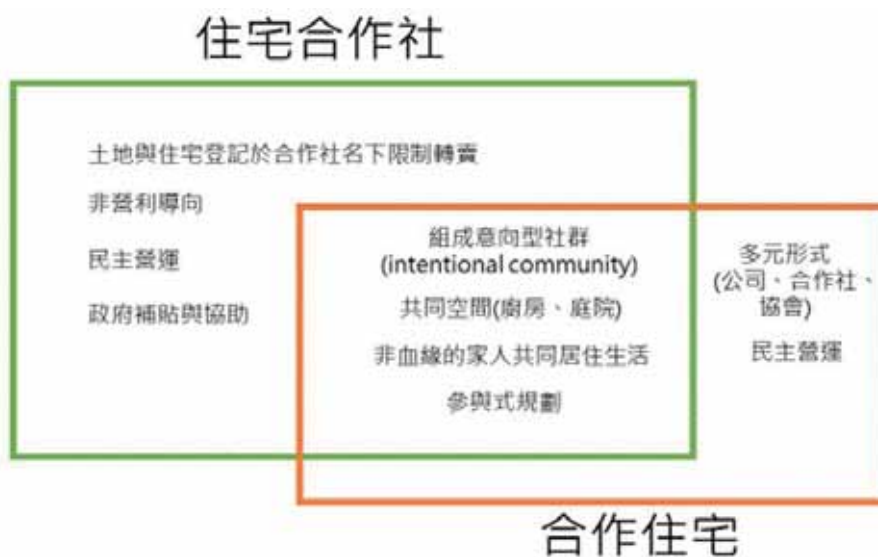 住宅合作社
土地與住宅登記於合作社名下限制轉賣
非營利導向
民主營運
政府補貼與協助
組成意向型社群
(intentional community)
共同空間(廚房、庭院)
非血緣的家人共同居住生活
參與式規劃
多元形式
(公司、合作社、
協會)
民主營運
合作住宅